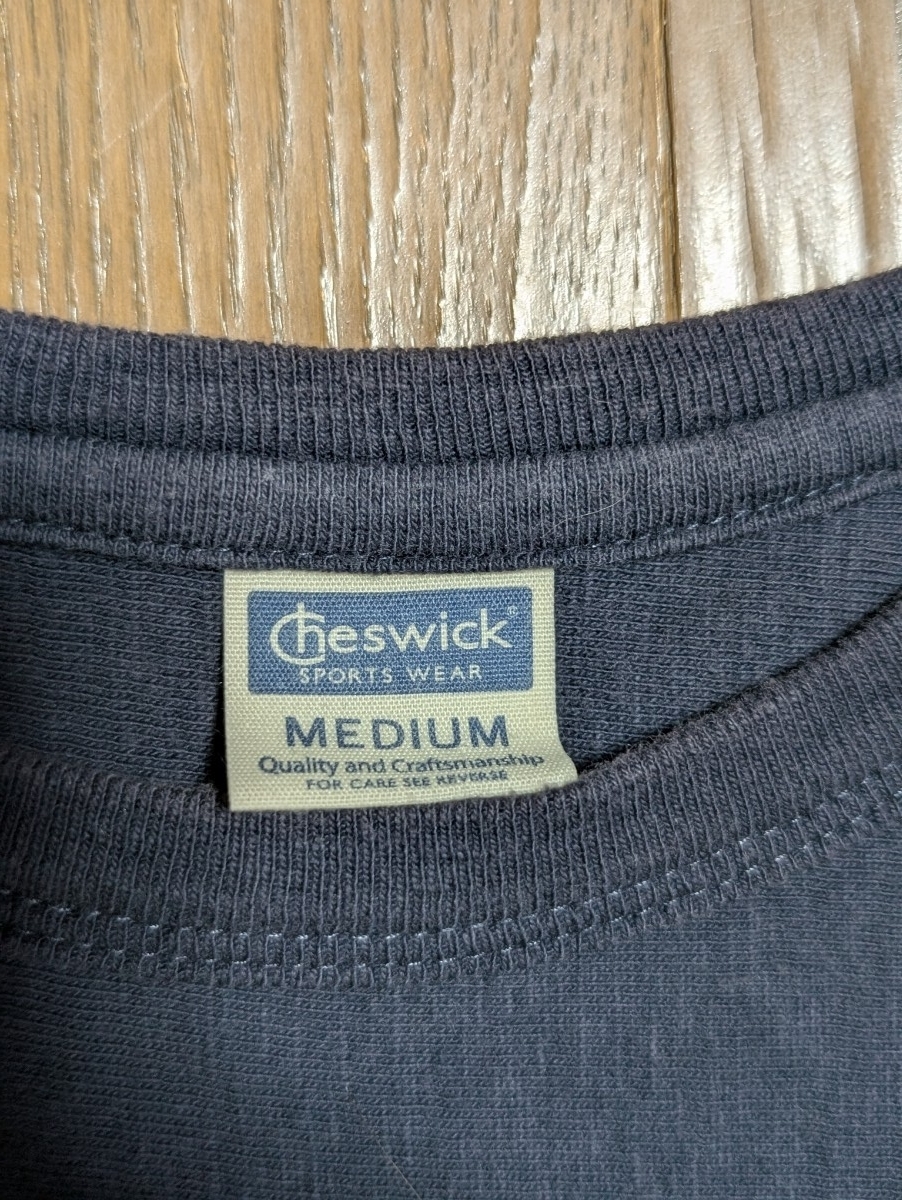 Cheswick®
SPORTS WEAR
MEDIUM
Quality and Craftsmanship
FOR CARE SEE REVERSE